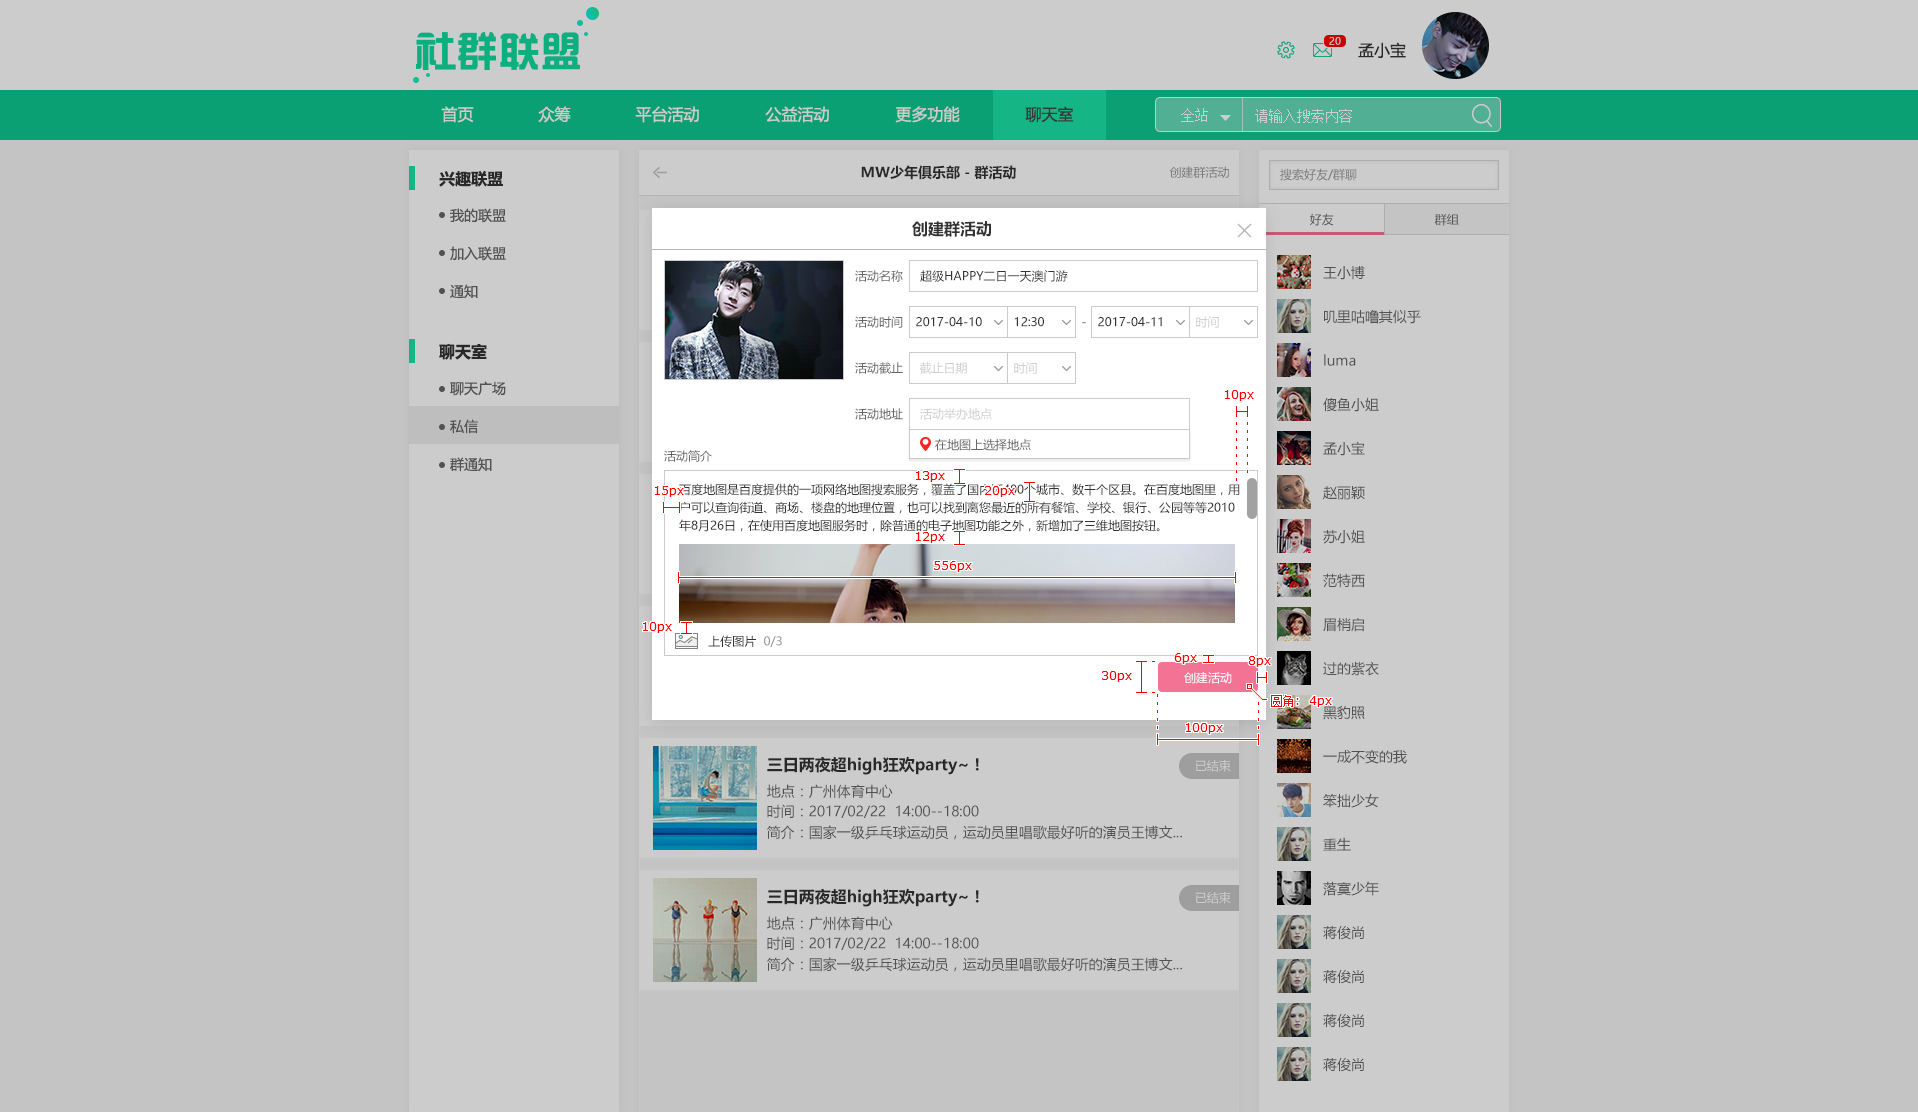 社群联盟
20
孟小宝
首页
众筹
平台活动
公益活动
更多功能
聊天室
全站
请输入搜索内容
兴趣联盟
我的联盟
加入联盟
通知
聊天室
聊天广场
私信
群通知
MW少年俱乐部 - 群活动
创建群活动
创建群活动
活动名称
超级HAPPY二日一天澳门游
活动时间
2017-04-10
12:30
-
2017-04-11
时间
活动截止
截止日期
时间
10px
活动地址
活动举办地点
在地图上选择地点
活动简介
13px
15px
20px
百度地图是百度提供的一项网络地图搜索服务，覆盖了国内 个城市、数千个区县。在百度地图里，用
户可以查询街道、商场、楼盘的地理位置，也可以找到离您最近的所有餐馆、学校、银行、公园等等2010
年8月26日，在使用百度地图服务时，除普通的电子地图功能之外，新增加了三维地图按钮。
12px
556px
10px
上传图片 0/3
6px
8px
30px
创建活动
圆角：4px
100px
三日两夜超high狂欢party~！
已结束
地点：广州体育中心
时间：2017/02/22 14:00--18:00
简介：国家一级乒乓球运动员，运动员里唱歌最好听的演员王博文...
三日两夜超high狂欢party~！
已结束
地点：广州体育中心
时间：2017/02/22 14:00--18:00
简介：国家一级乒乓球运动员，运动员里唱歌最好听的演员王博文...
搜索好友/群聊
好友
群组
王小博
叽里咕噜其似乎
luma
傻鱼小姐
孟小宝
赵丽颖
苏小姐
范特西
眉梢启
过的紫衣
黑豹照
一成不变的我
笨拙少女
重生
落寞少年
蒋俊尚
蒋俊尚
蒋俊尚
蒋俊尚